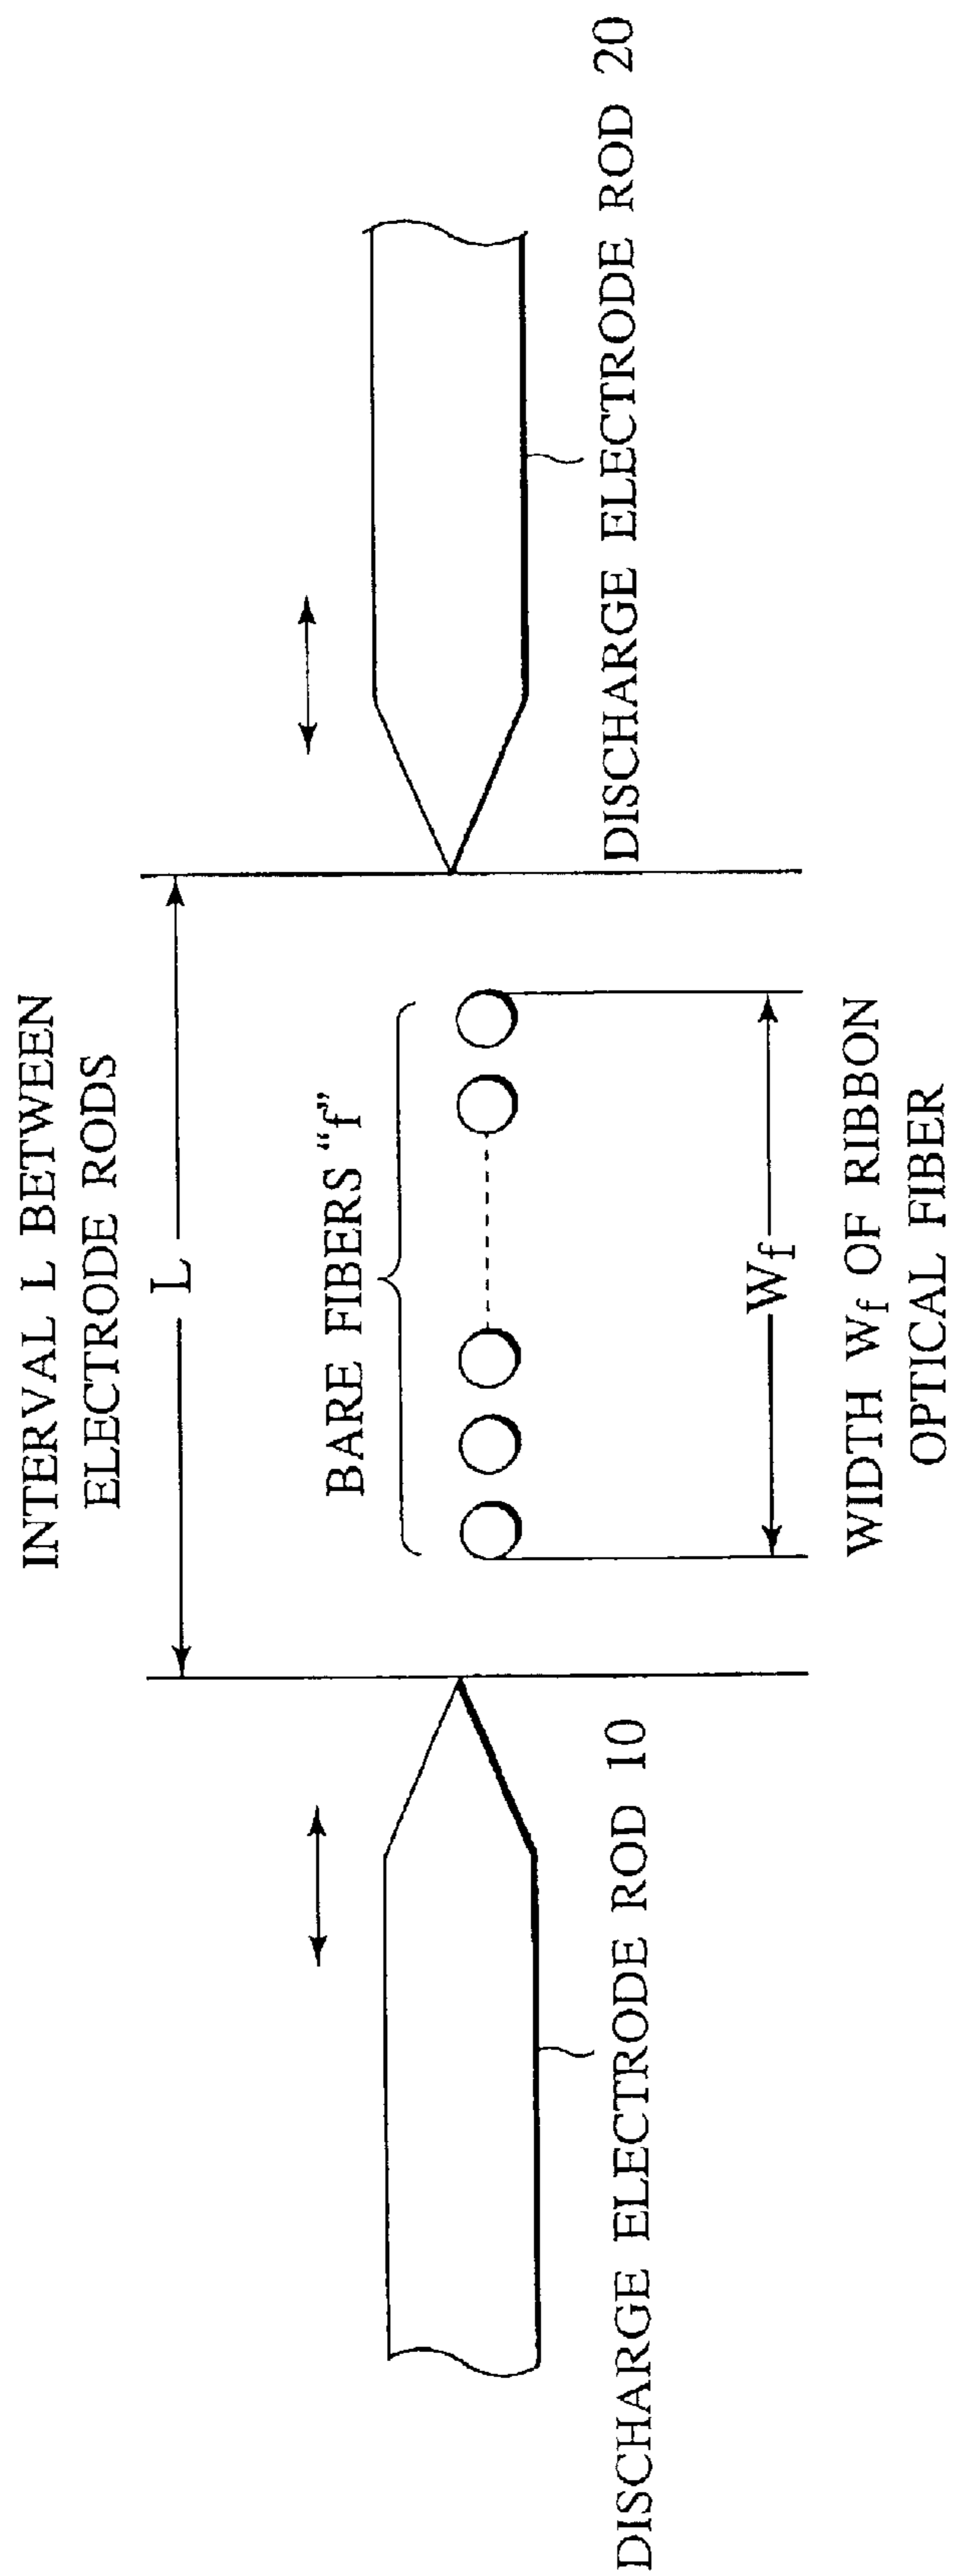 INTERVAL L BETWEEN
ELECTRODE RODS
L
BARE FIBERS “f”
DISCHARGE ELECTRODE ROD 10
DISCHARGE ELECTRODE ROD 20
Wf
WIDTH Wf OF RIBBON
OPTICAL FIBER